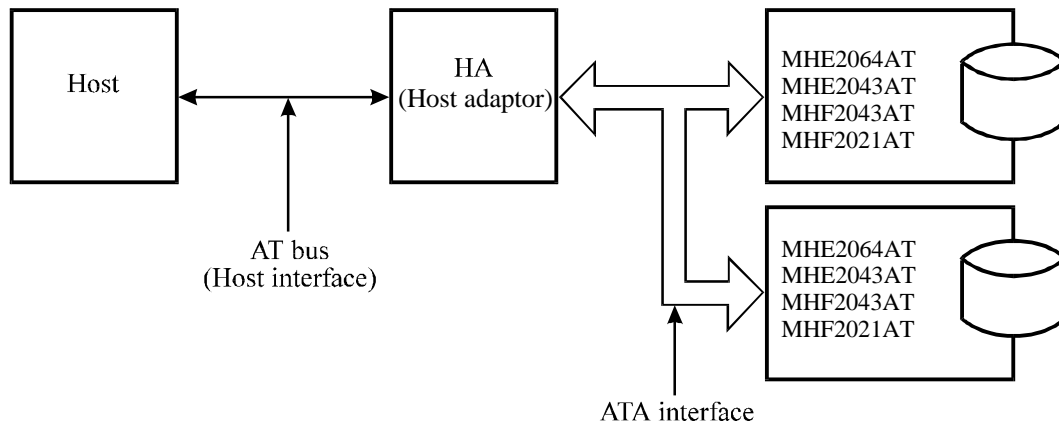 Host
HA
(Host adaptor)
MHE2064AT
MHE2043AT
MHF2043AT
MHF2021AT
AT bus
(Host interface)
MHE2064AT
MHE2043AT
MHF2043AT
MHF2021AT
ATA interface